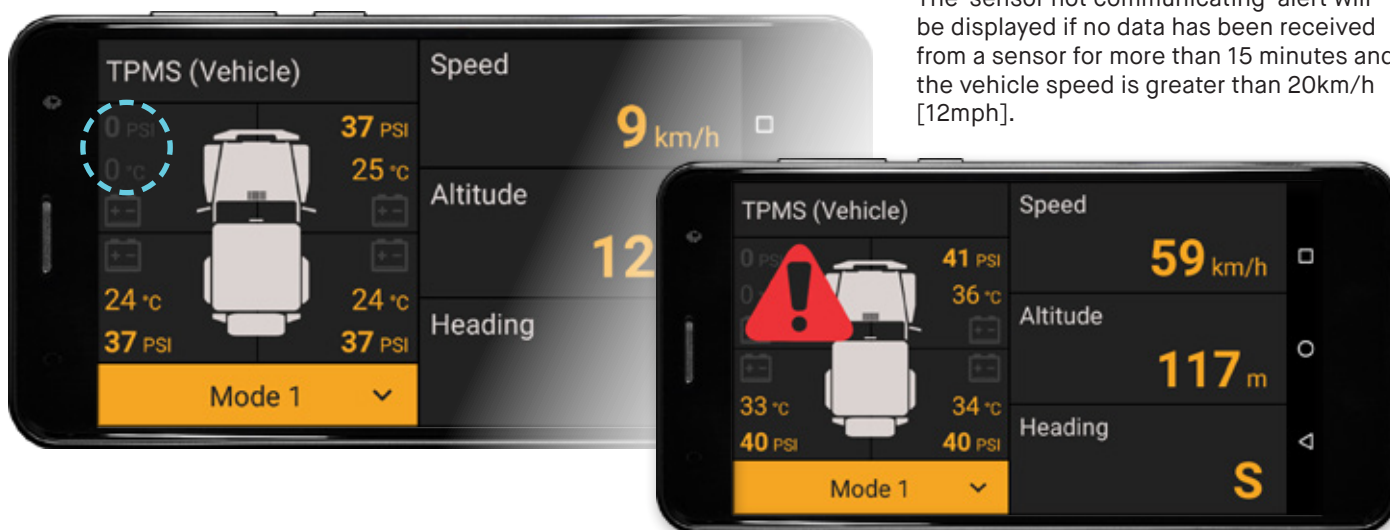 The 'sensor not communicating' alert will
be displayed if no data has been received
from a sensor for more than 15 minutes and
the vehicle speed is greater than 20km/h
[12mph].
TPMS (Vehicle)
0 PSI
0 °C
37 PSI
25 °C
24 °C
37 PSI
24 °C
37 PSI
Mode 1
Speed
9 km/h
Altitude
12
Heading
TPMS (Vehicle)
0 PSI
0
41 PSI
36 °C
33 °C
40 PSI
34 °C
40 PSI
Mode 1
Speed
59 km/h
Altitude
117 m
Heading
S